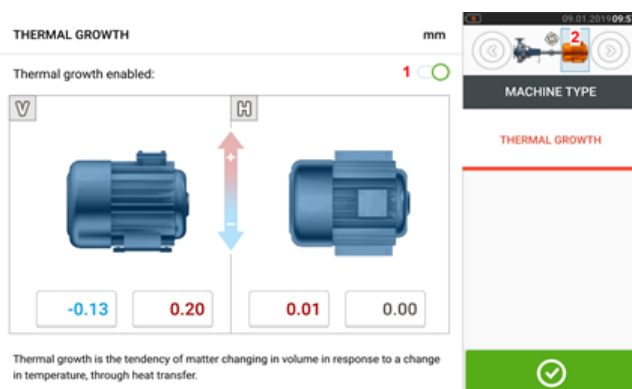 THERMAL GROWTH mm
Thermal growth enabled: 1
V H
+
-
-0.13 0.20 0.01 0.00
Thermal growth is the tendency of matter changing in volume in response to a change
in temperature, through heat transfer.
09.01.2019 09:5
2
MACHINE TYPE
THERMAL GROWTH